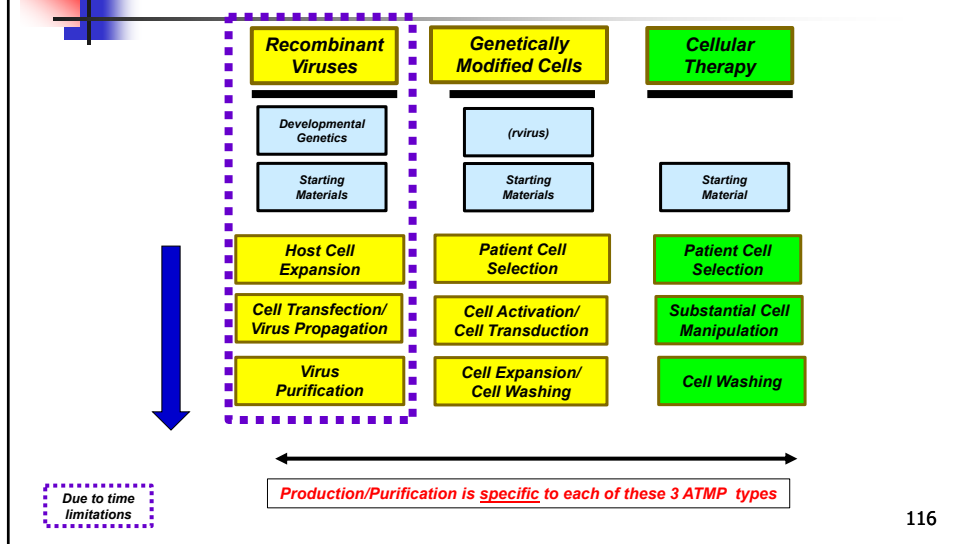 Recombinant
Viruses
Genetically
Modified Cells
Cellular
Therapy
Developmental
Genetics
(rvirus)
Starting
Materials
Starting
Materials
Starting
Material
Host Cell
Expansion
Patient Cell
Selection
Patient Cell
Selection
Cell Transfection/
Virus Propagation
Cell Activation/
Cell Transduction
Substantial Cell
Manipulation
Virus
Purification
Cell Expansion/
Cell Washing
Cell Washing
Production/Purification is specific to each of these 3 ATMP types
Due to time
limitations
116